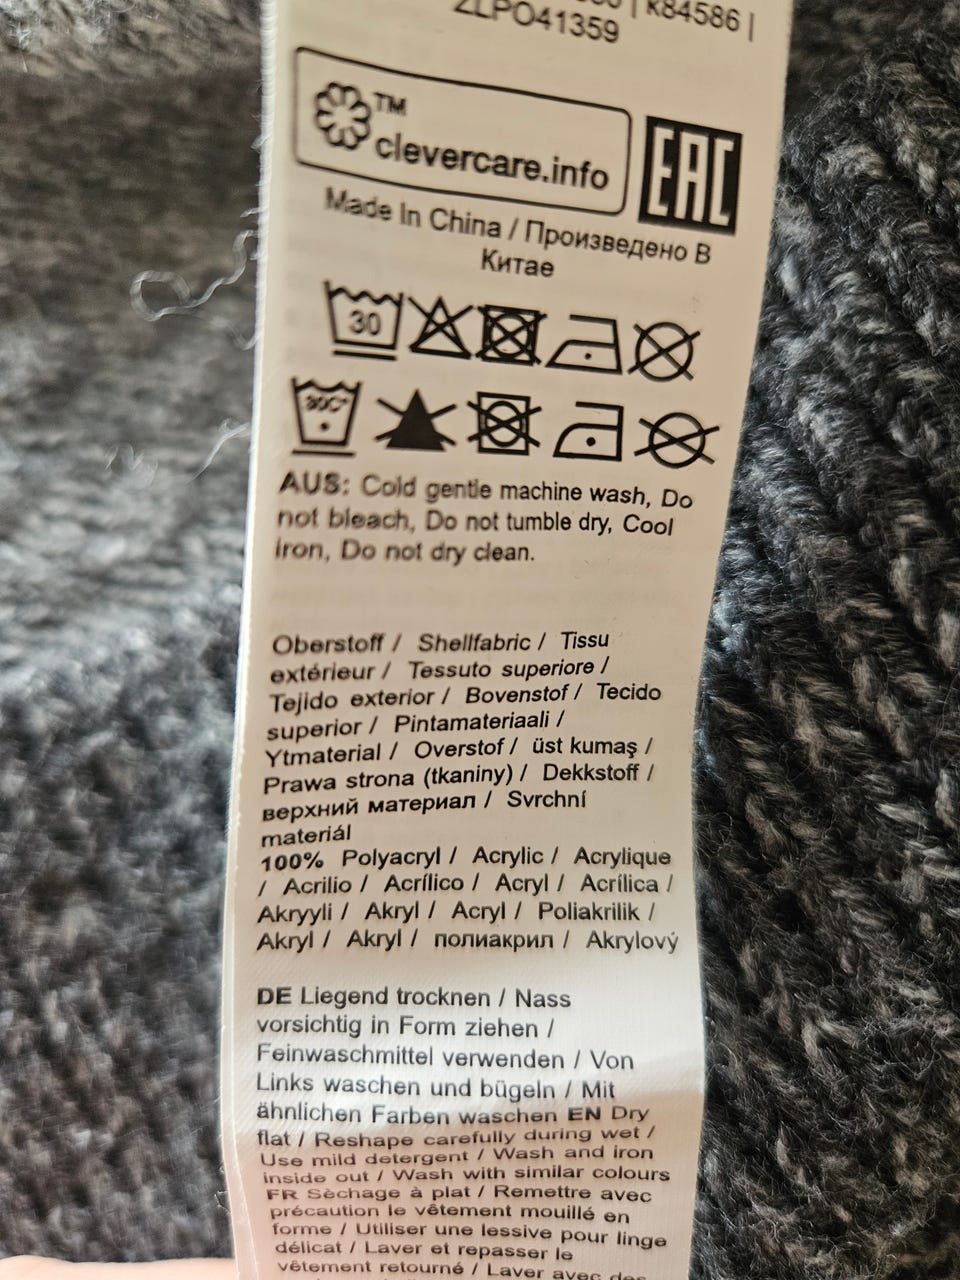 | k84586 |
ZLPO41359
TM
clevercare.info
EAC
Made In China / Произведено В
Китае
30
30C°
AUS: Cold gentle machine wash, Do
not bleach, Do not tumble dry, Cool
iron, Do not dry clean.
Oberstoff / Shellfabric / Tissu
extérieur / Tessuto superiore /
Tejido exterior / Bovenstof / Tecido
superior / Pintamateriaali /
Ytmaterial / Overstof / üst kumaş /
Prawa strona (tkaniny) / Dekkstoff /
верхний материал / Svrchní
materiál
100% Polyacryl / Acrylic / Acrylique
/ Acrilio / Acrílico / Acryl / Acrílica /
Akryyli / Akryl / Acryl / Poliakrilik /
Akryl / Akryl / полиакрил / Akrylový
DE Liegend trocknen / Nass
vorsichtig in Form ziehen /
Feinwaschmittel verwenden / Von
Links waschen und bügeln / Mit
ähnlichen Farben waschen EN Dry
flat / Reshape carefully during wet /
Use mild detergent / Wash and iron
inside out / Wash with similar colours
FR Sèchage à plat / Remettre avec
précaution le vêtement mouillé en
forme / Utiliser une lessive pour linge
délicat / Laver et repasser le
vêtement retourné / Laver avec des